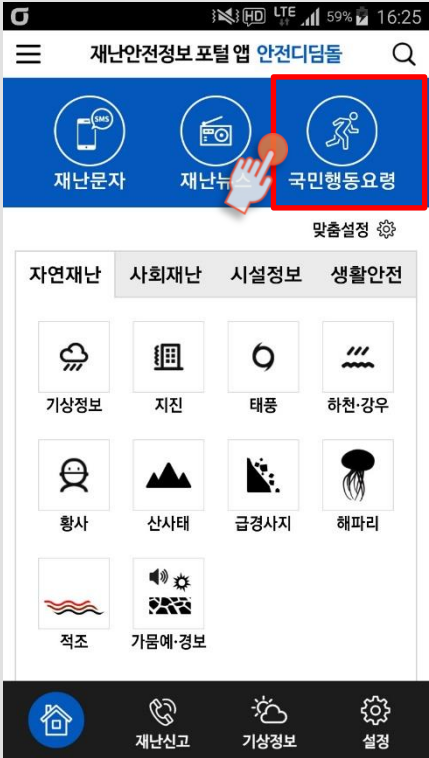 HD LTE 59% 16:25
재난안전정보 포털 앱 안전디딤돌
SMS
재난문자 재난뉴스 국민행동요령
맞춤설정
자연재난 사회재난 시설정보 생활안전
기상정보 지진 태풍 하천·강우
황사 산사태 급경사지 해파리
적조 가뭄예·경보
재난신고 기상정보 설정